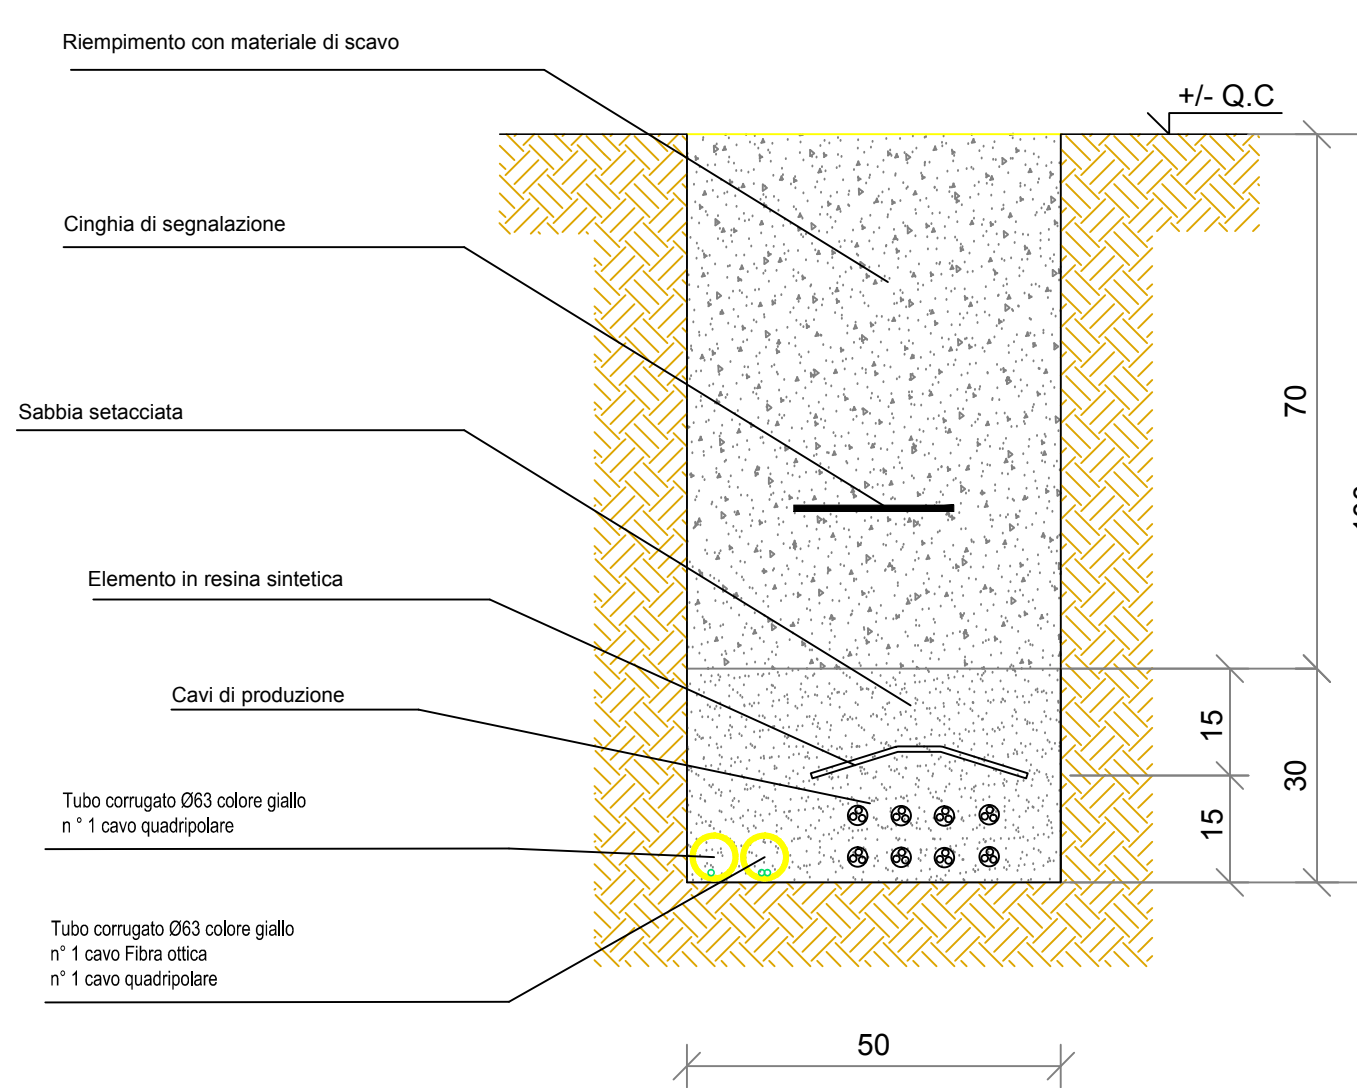 Riempimento con materiale di scavo
+/- Q.C
Cinghia di segnalazione
70
Sabbia setacciata
Elemento in resina sintetica
Cavi di produzione
15
30
15
Tubo corrugato Ø63 colore giallo
n ° 1 cavo quadripolare
Tubo corrugato Ø63 colore giallo
n° 1 cavo Fibra ottica
n° 1 cavo quadripolare
50